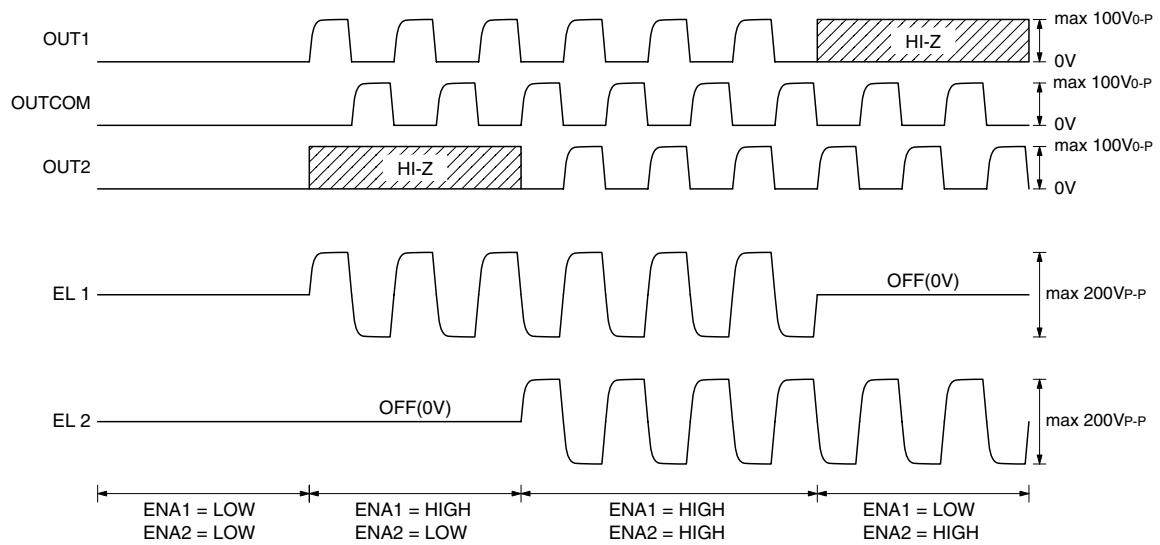 OUT1
HI-Z
max 100V0-P
0V
OUTCOM
max 100V0-P
0V
OUT2
HI-Z
max 100V0-P
0V
EL 1
OFF(0V)
max 200VP-P
EL 2
OFF(0V)
max 200VP-P
ENA1 = LOW
ENA2 = LOW
ENA1 = HIGH
ENA2 = LOW
ENA1 = HIGH
ENA2 = HIGH
ENA1 = LOW
ENA2 = HIGH